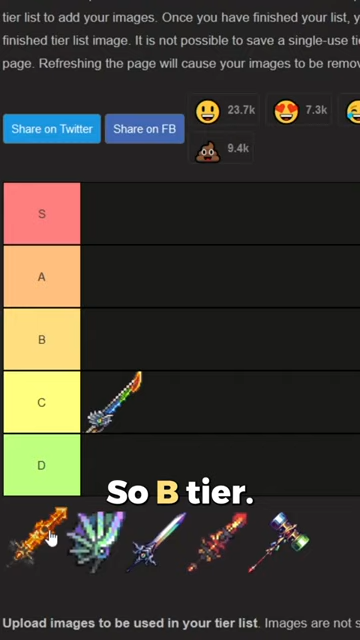 tier list to add your images. Once you have finished your list, y
finished tier list image. It is not possible to save a single-use tie
page. Refreshing the page will cause your images to be remov
Share on Twitter
Share on FB
23.7k
7.3k
9.4k
S
A
B
C
D
So B tier.
Upload images to be used in your tier list. Images are not s